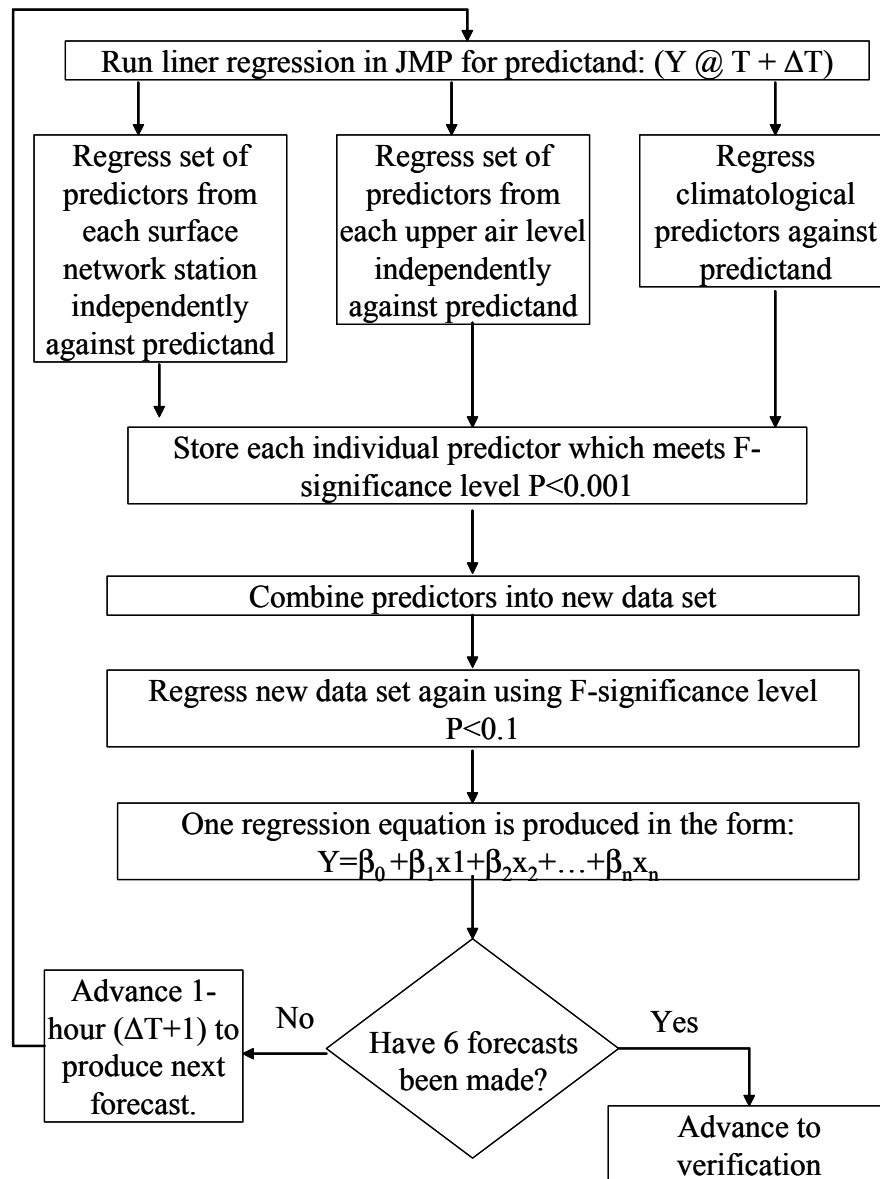 Run liner regression in JMP for predictand: (Y @ T + ΔT)
Regress set of
predictors from
each surface
network station
independently
against predictand
Regress set of
predictors from
each upper air level
independently
against predictand
Regress
climatological
predictors against
predictand
Store each individual predictor which meets F-
significance level P<0.001
Combine predictors into new data set
Regress new data set again using F-significance level
P<0.1
One regression equation is produced in the form:
Y=β₀+β₁x1+β₂x₂+…+βₙxₙ
Have 6 forecasts
been made?
No
Advance 1-
hour (ΔT+1) to
produce next
forecast.
Yes
Advance to
verification